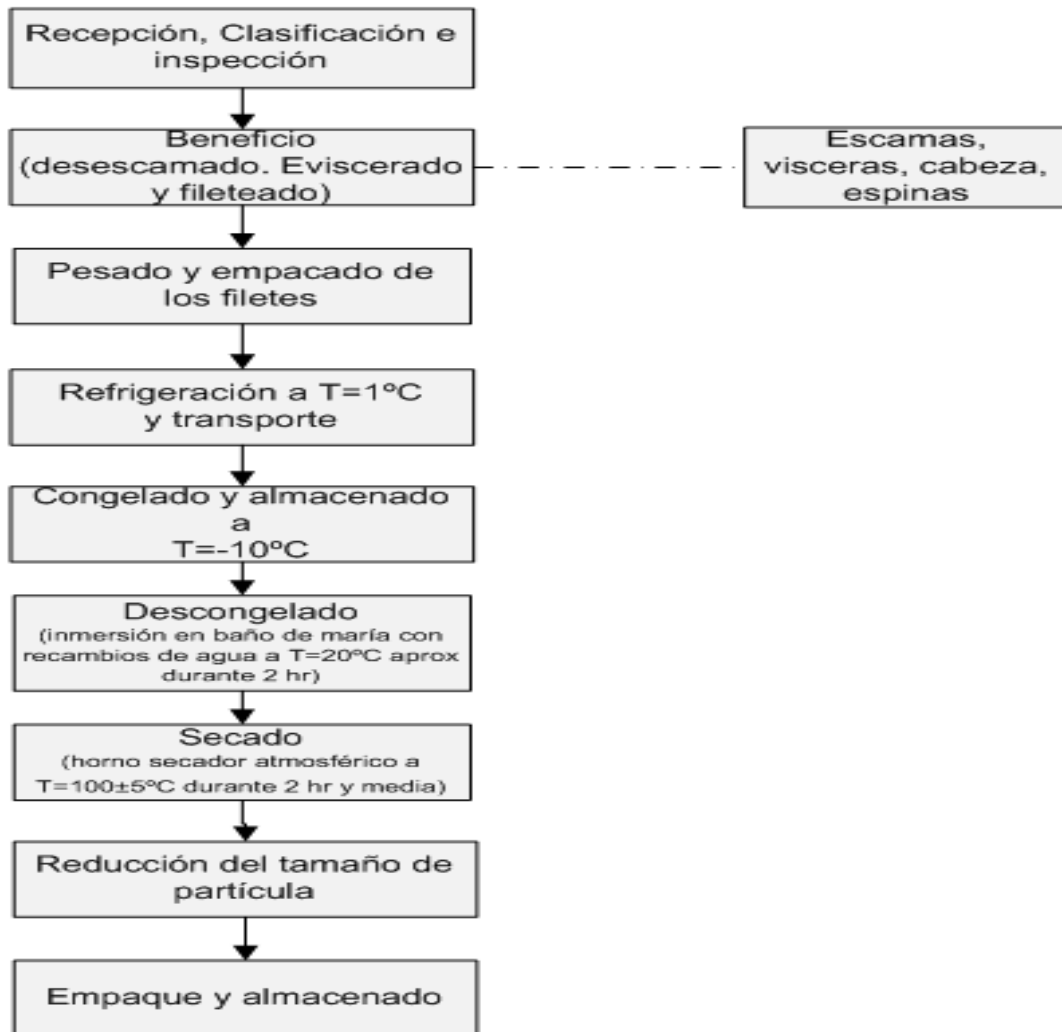 Recepción, Clasificación e
inspección
Beneficio
(desescamado. Eviscerado
y fileteado)
Escamas,
visceras, cabeza,
espinas
Pesado y empacado de
los filetes
Refrigeración a T=1ºC
y transporte
Congelado y almacenado
a
T=-10ºC
Descongelado
(inmersión en baño de maría con
recambios de agua a T=20ºC aprox
durante 2 hr)
Secado
(horno secador atmosférico a
T=100±5ºC durante 2 hr y media)
Reducción del tamaño de
partícula
Empaque y almacenado